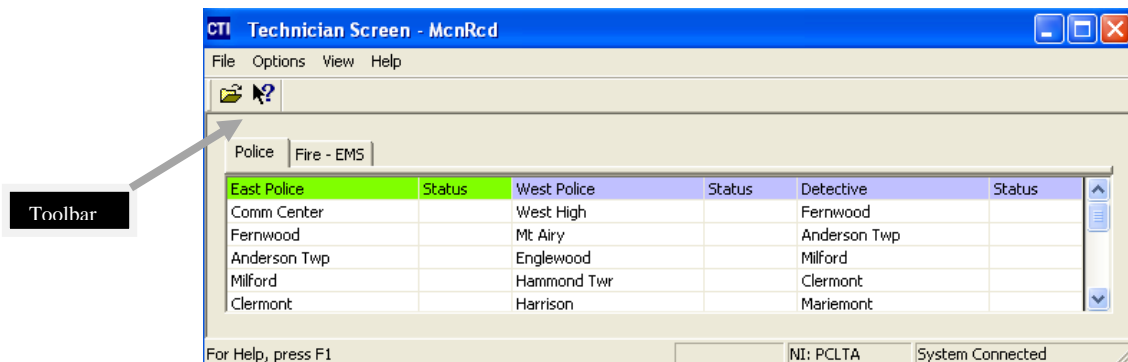 CTI Technician Screen - McnRcd
File Options View Help
Police Fire - EMS
Toolbar
East Police Status West Police Status Detective Status
Comm Center West High Fernwood
Fernwood Mt Airy Anderson Twp
Anderson Twp Englewood Milford
Milford Hammond Twr Clermont
Clermont Harrison Mariemont
For Help, press F1 NI: PCLTA System Connected